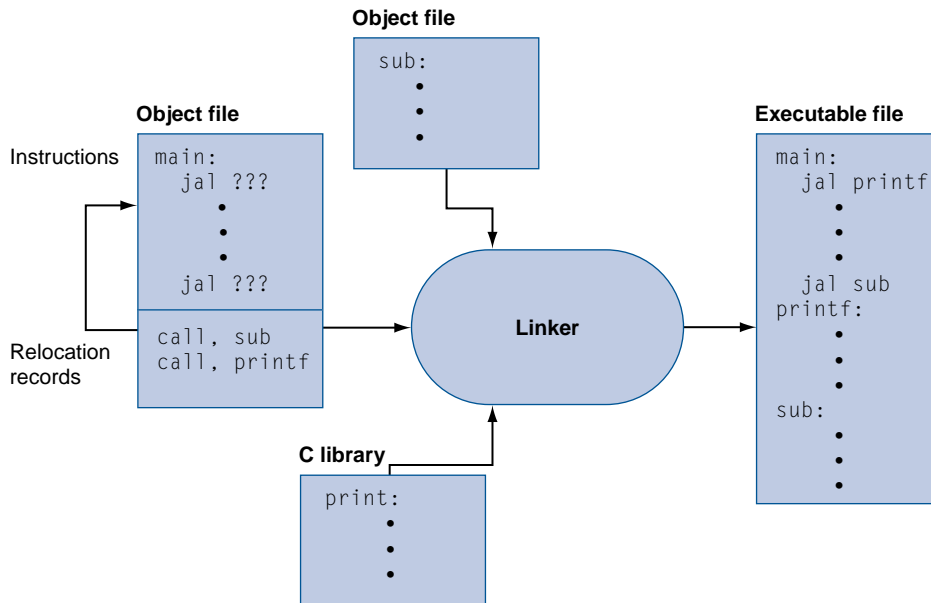 Object file
sub:
Object file
Instructions
main:
jal ???
jal ???
Relocation
records
call, sub
call, printf
Linker
C library
print:
Executable file
main:
jal printf
jal sub
printf:
sub: